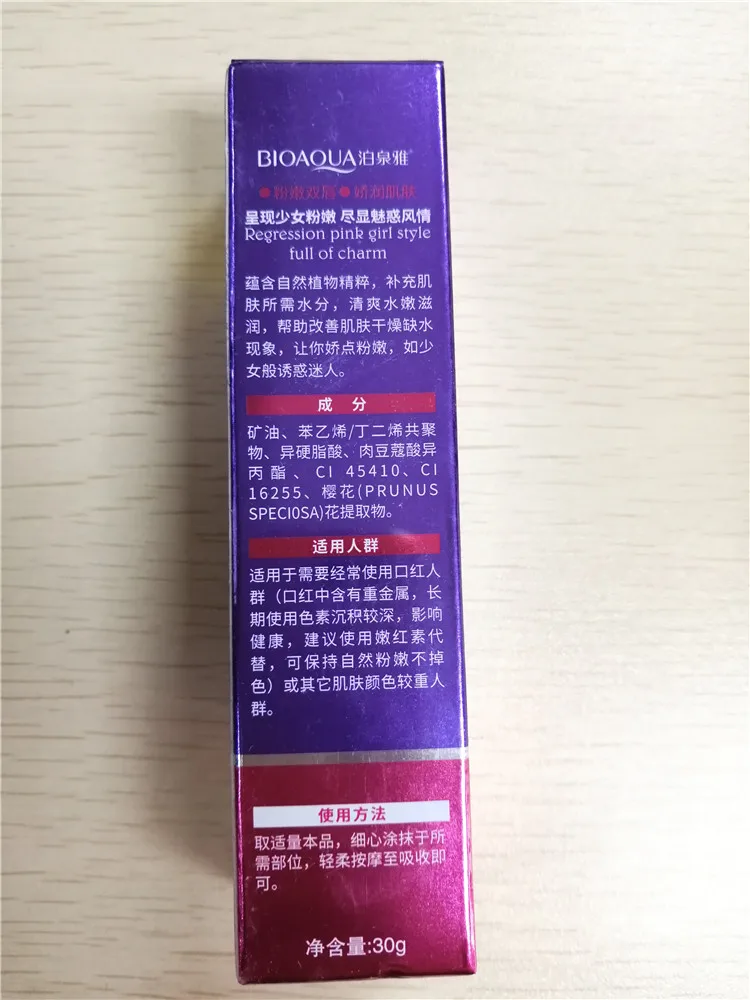 BIOAQUA泊泉雅®
●粉嫩双唇●娇润肌肤
呈现少女粉嫩 尽显魅惑风情
Regression pink girl style
full of charm
蕴含自然植物精粹，补充肌
肤所需水分，清爽水嫩滋
润，帮助改善肌肤干燥缺水
现象，让你娇点粉嫩，如少
女般诱惑迷人。
成 分
矿油、苯乙烯/丁二烯共聚
物、异硬脂酸、肉豆蔻酸异
丙酯、CI 45410、CI
16255、樱花(PRUNUS
SPECI0SA)花提取物。
适用人群
适用于需要经常使用口红人
群（口红中含有重金属，长
期使用色素沉积较深，影响
健康，建议使用嫩红素代
替，可保持自然粉嫩不掉
色）或其它肌肤颜色较重人
群。
使用方法
取适量本品，细心涂抹于所
需部位，轻柔按摩至吸收即
可。
净含量:30g